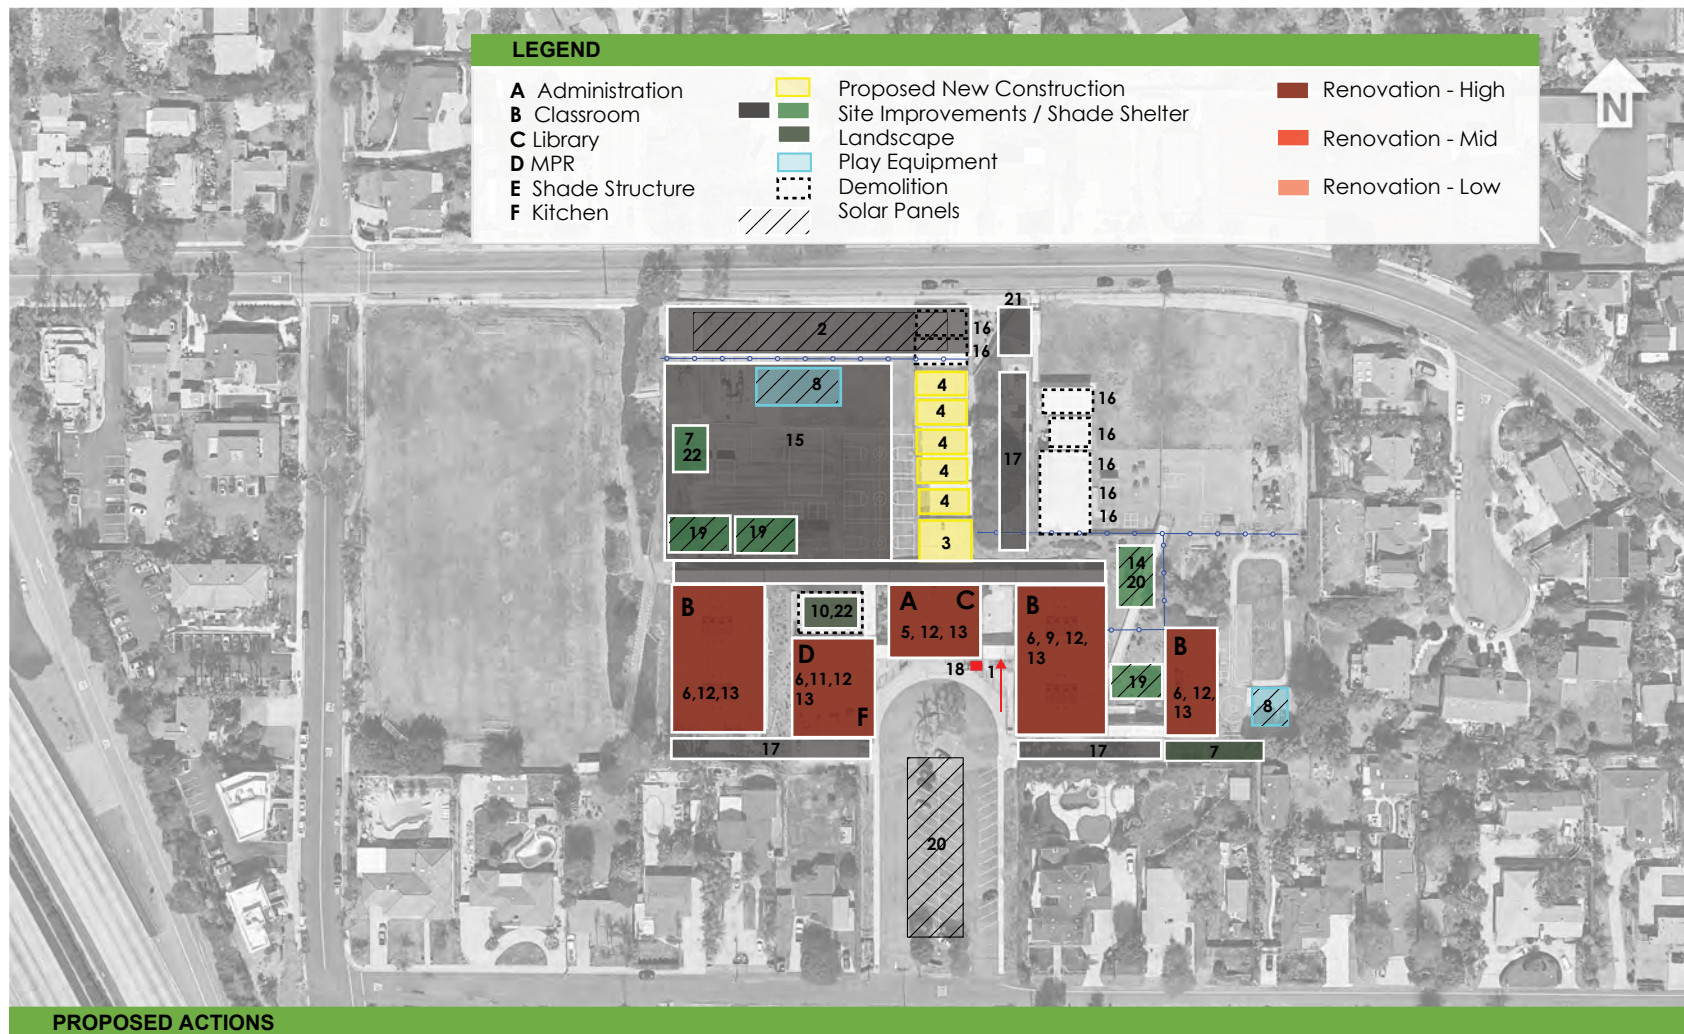 LEGEND
A Administration
B Classroom
C Library
D MPR
E Shade Structure
F Kitchen
Proposed New Construction
Site Improvements / Shade Shelter
Landscape
Play Equipment
Demolition
Solar Panels
Renovation - High
Renovation - Mid
Renovation - Low
N
21
2
16
16
8
4
4
4
4
4
3
7
22
15
17
16
16
16
16
16
19
19
14
20
B
6,12,13
10,22
D
6,11,12
13
F
A C
5, 12, 13
18
1
B
6, 9, 12,
13
19
B
6, 12,
13
8
17
17
7
20
PROPOSED ACTIONS